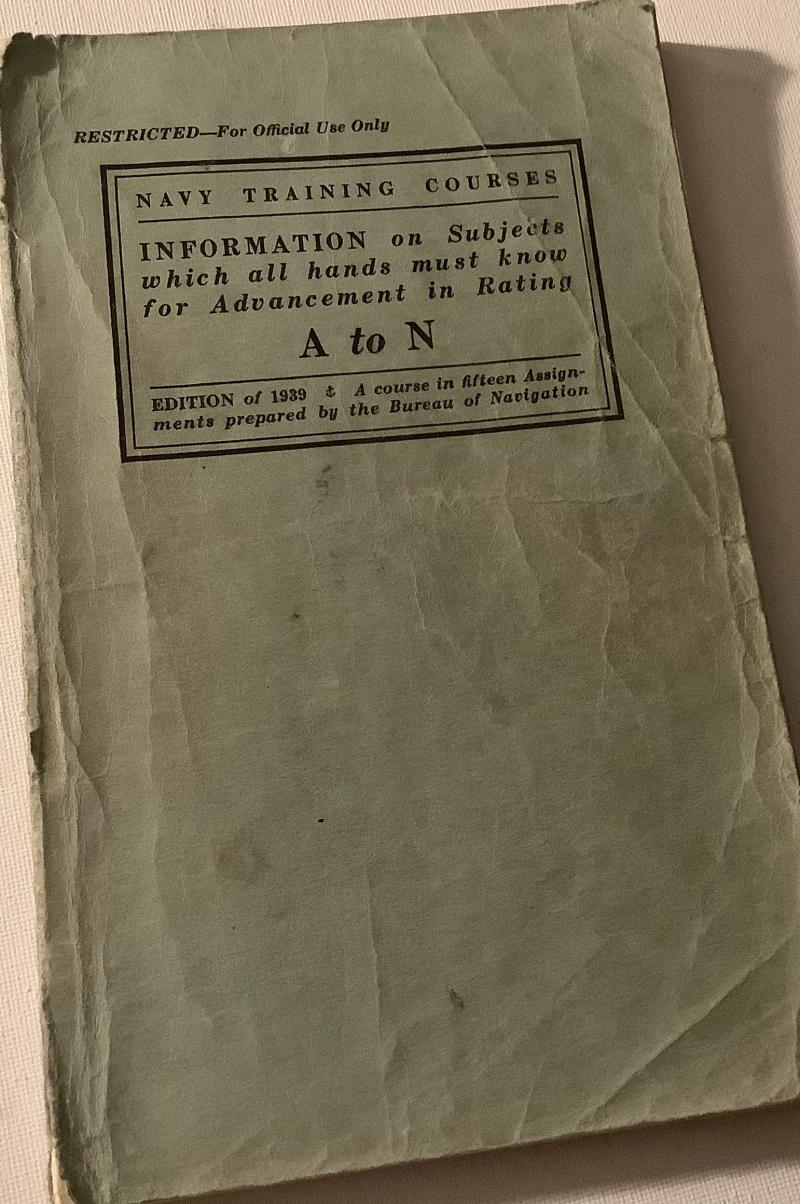 RESTRICTED—For Official Use Only
NAVY TRAINING COURSES
INFORMATION on Subjects
which all hands must know
for Advancement in Rating
A to N
EDITION of 1939 ⚓ A course in fifteen Assign-
ments prepared by the Bureau of Navigation